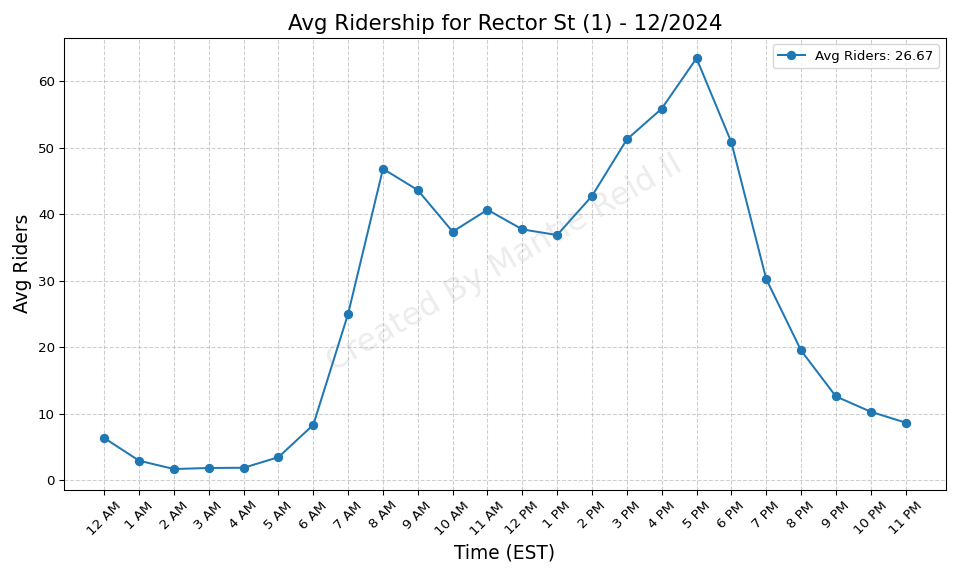 Avg Ridership for Rector St (1) - 12/2024
Avg Riders: 26.67
Avg Riders
60
50
40
30
20
10
0
Created By Mantie Reid II
12 AM
1 AM
2 AM
3 AM
4 AM
5 AM
6 AM
7 AM
8 AM
9 AM
10 AM
11 AM
12 PM
1 PM
2 PM
3 PM
4 PM
5 PM
6 PM
7 PM
8 PM
9 PM
10 PM
11 PM
Time (EST)